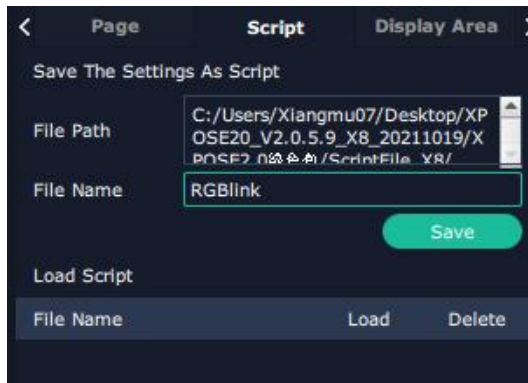 Page Script Display Area
Save The Settings As Script
File Path
C:/Users/Xiangmu07/Desktop/XP
OSE20_V2.0.5.9_X8_20211019/X
/ScriptFile_X8/
File Name RGBlink
Save
Load Script
File Name Load Delete